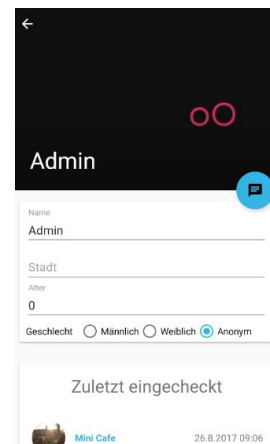 Admin
Name
Admin
Stadt
Alter
0
Geschlecht Männlich Weiblich Anonym
Zuletzt eingecheckt
Mini Cafe 26.8.2017 09:06